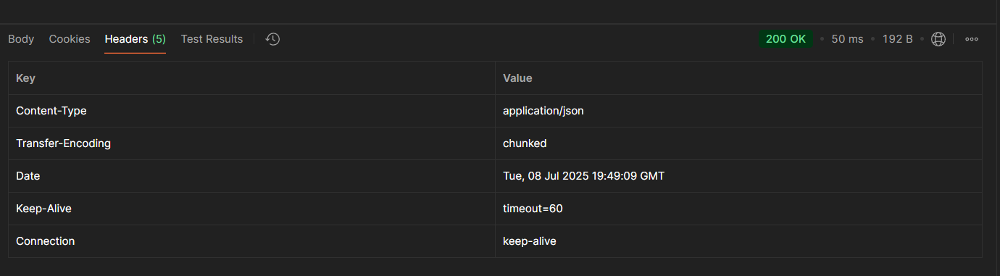 Body Cookies Headers (5) Test Results 200 OK • 50 ms • 192 B •
Key Value
Content-Type application/json
Transfer-Encoding chunked
Date Tue, 08 Jul 2025 19:49:09 GMT
Keep-Alive timeout=60
Connection keep-alive